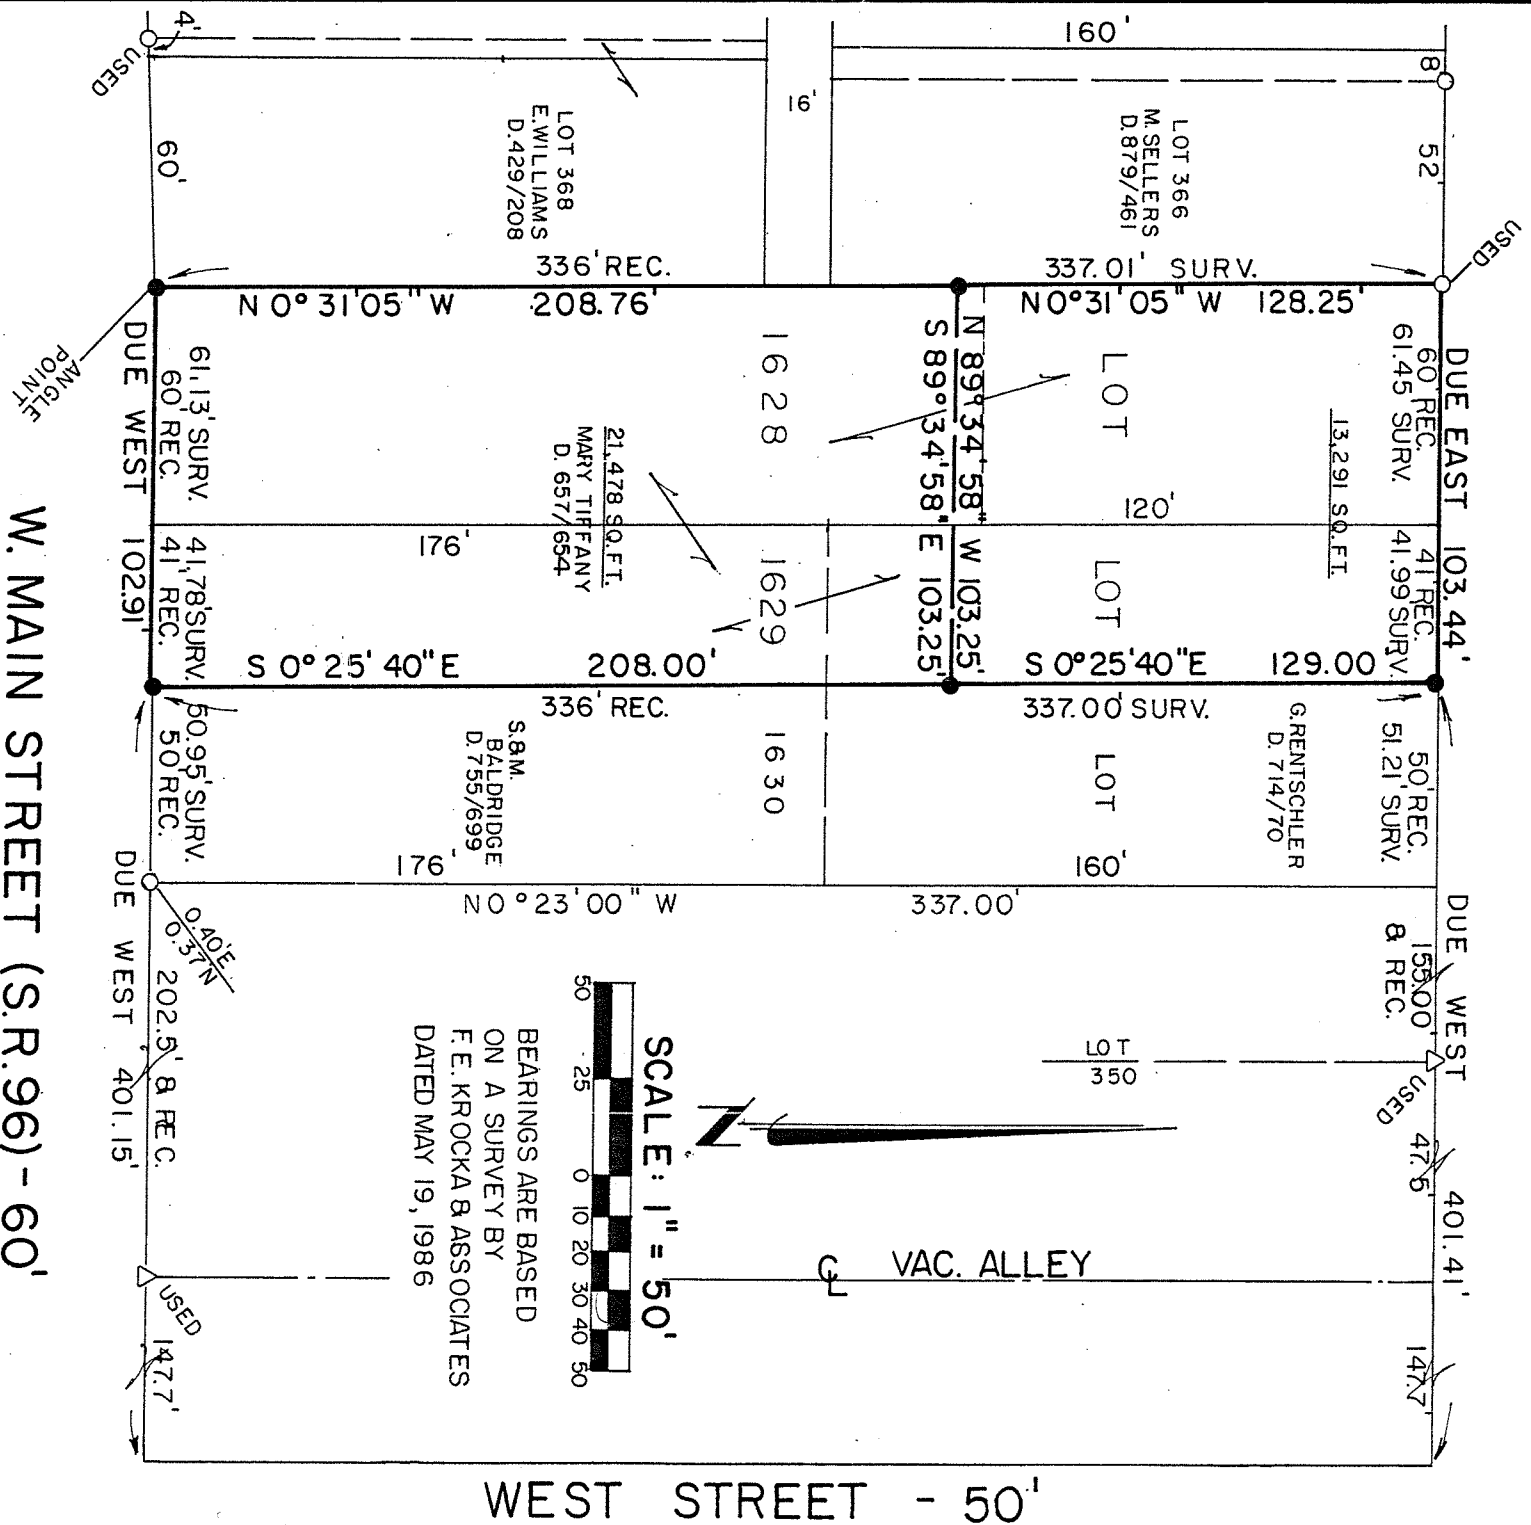 4'
USED
60'
LOT 368
E. WILLIAMS
D. 429/208
16'
160'
8'
52'
LOT 366
M. SELLERS
D. 879/461
USED
336' REC.
337.01' SURV.
N 0° 31' 05" W 208.76'
N 0° 31' 05" W 128.25'
ANGLE
POINT
DUE WEST 102.91'
61.13' SURV.
60' REC.
41.78' SURV.
41' REC.
1628
LOT
21,478 SQ. FT.
MARY TIFFANY
D. 657/654
N 89° 34' 58" W 103.25'
S 89° 34' 58" E 103.25'
13,291 SQ. FT.
DUE EAST 103.44'
60' REC.
61.45' SURV.
41' REC.
41.99' SURV.
176'
120'
1629
LOT
S 0° 25' 40" E 208.00'
S 0° 25' 40" E 129.00'
336' REC.
337.00' SURV.
50.95' SURV.
50' REC.
S. & M.
BALDRIDGE
D. 755/699
1630
LOT
G. RENTSCHLER
D. 714/70
50' REC.
51.21' SURV.
176'
160'
N 0° 23' 00" W 337.00'
0.40' E
0.37' N
DUE WEST 401.15'
202.5' & REC.
DUE WEST 401.41'
155.00'
& REC.
LOT
350
USED
47.5'
SCALE: 1" = 50'
50 25 0 10 20 30 40 50
BEARINGS ARE BASED
ON A SURVEY BY
F. E. KROCKA & ASSOCIATES
DATED MAY 19, 1986
N
CL VAC. ALLEY
USED
147.7'
147.7'
W. MAIN STREET (S.R. 96) - 60'
WEST STREET - 50'